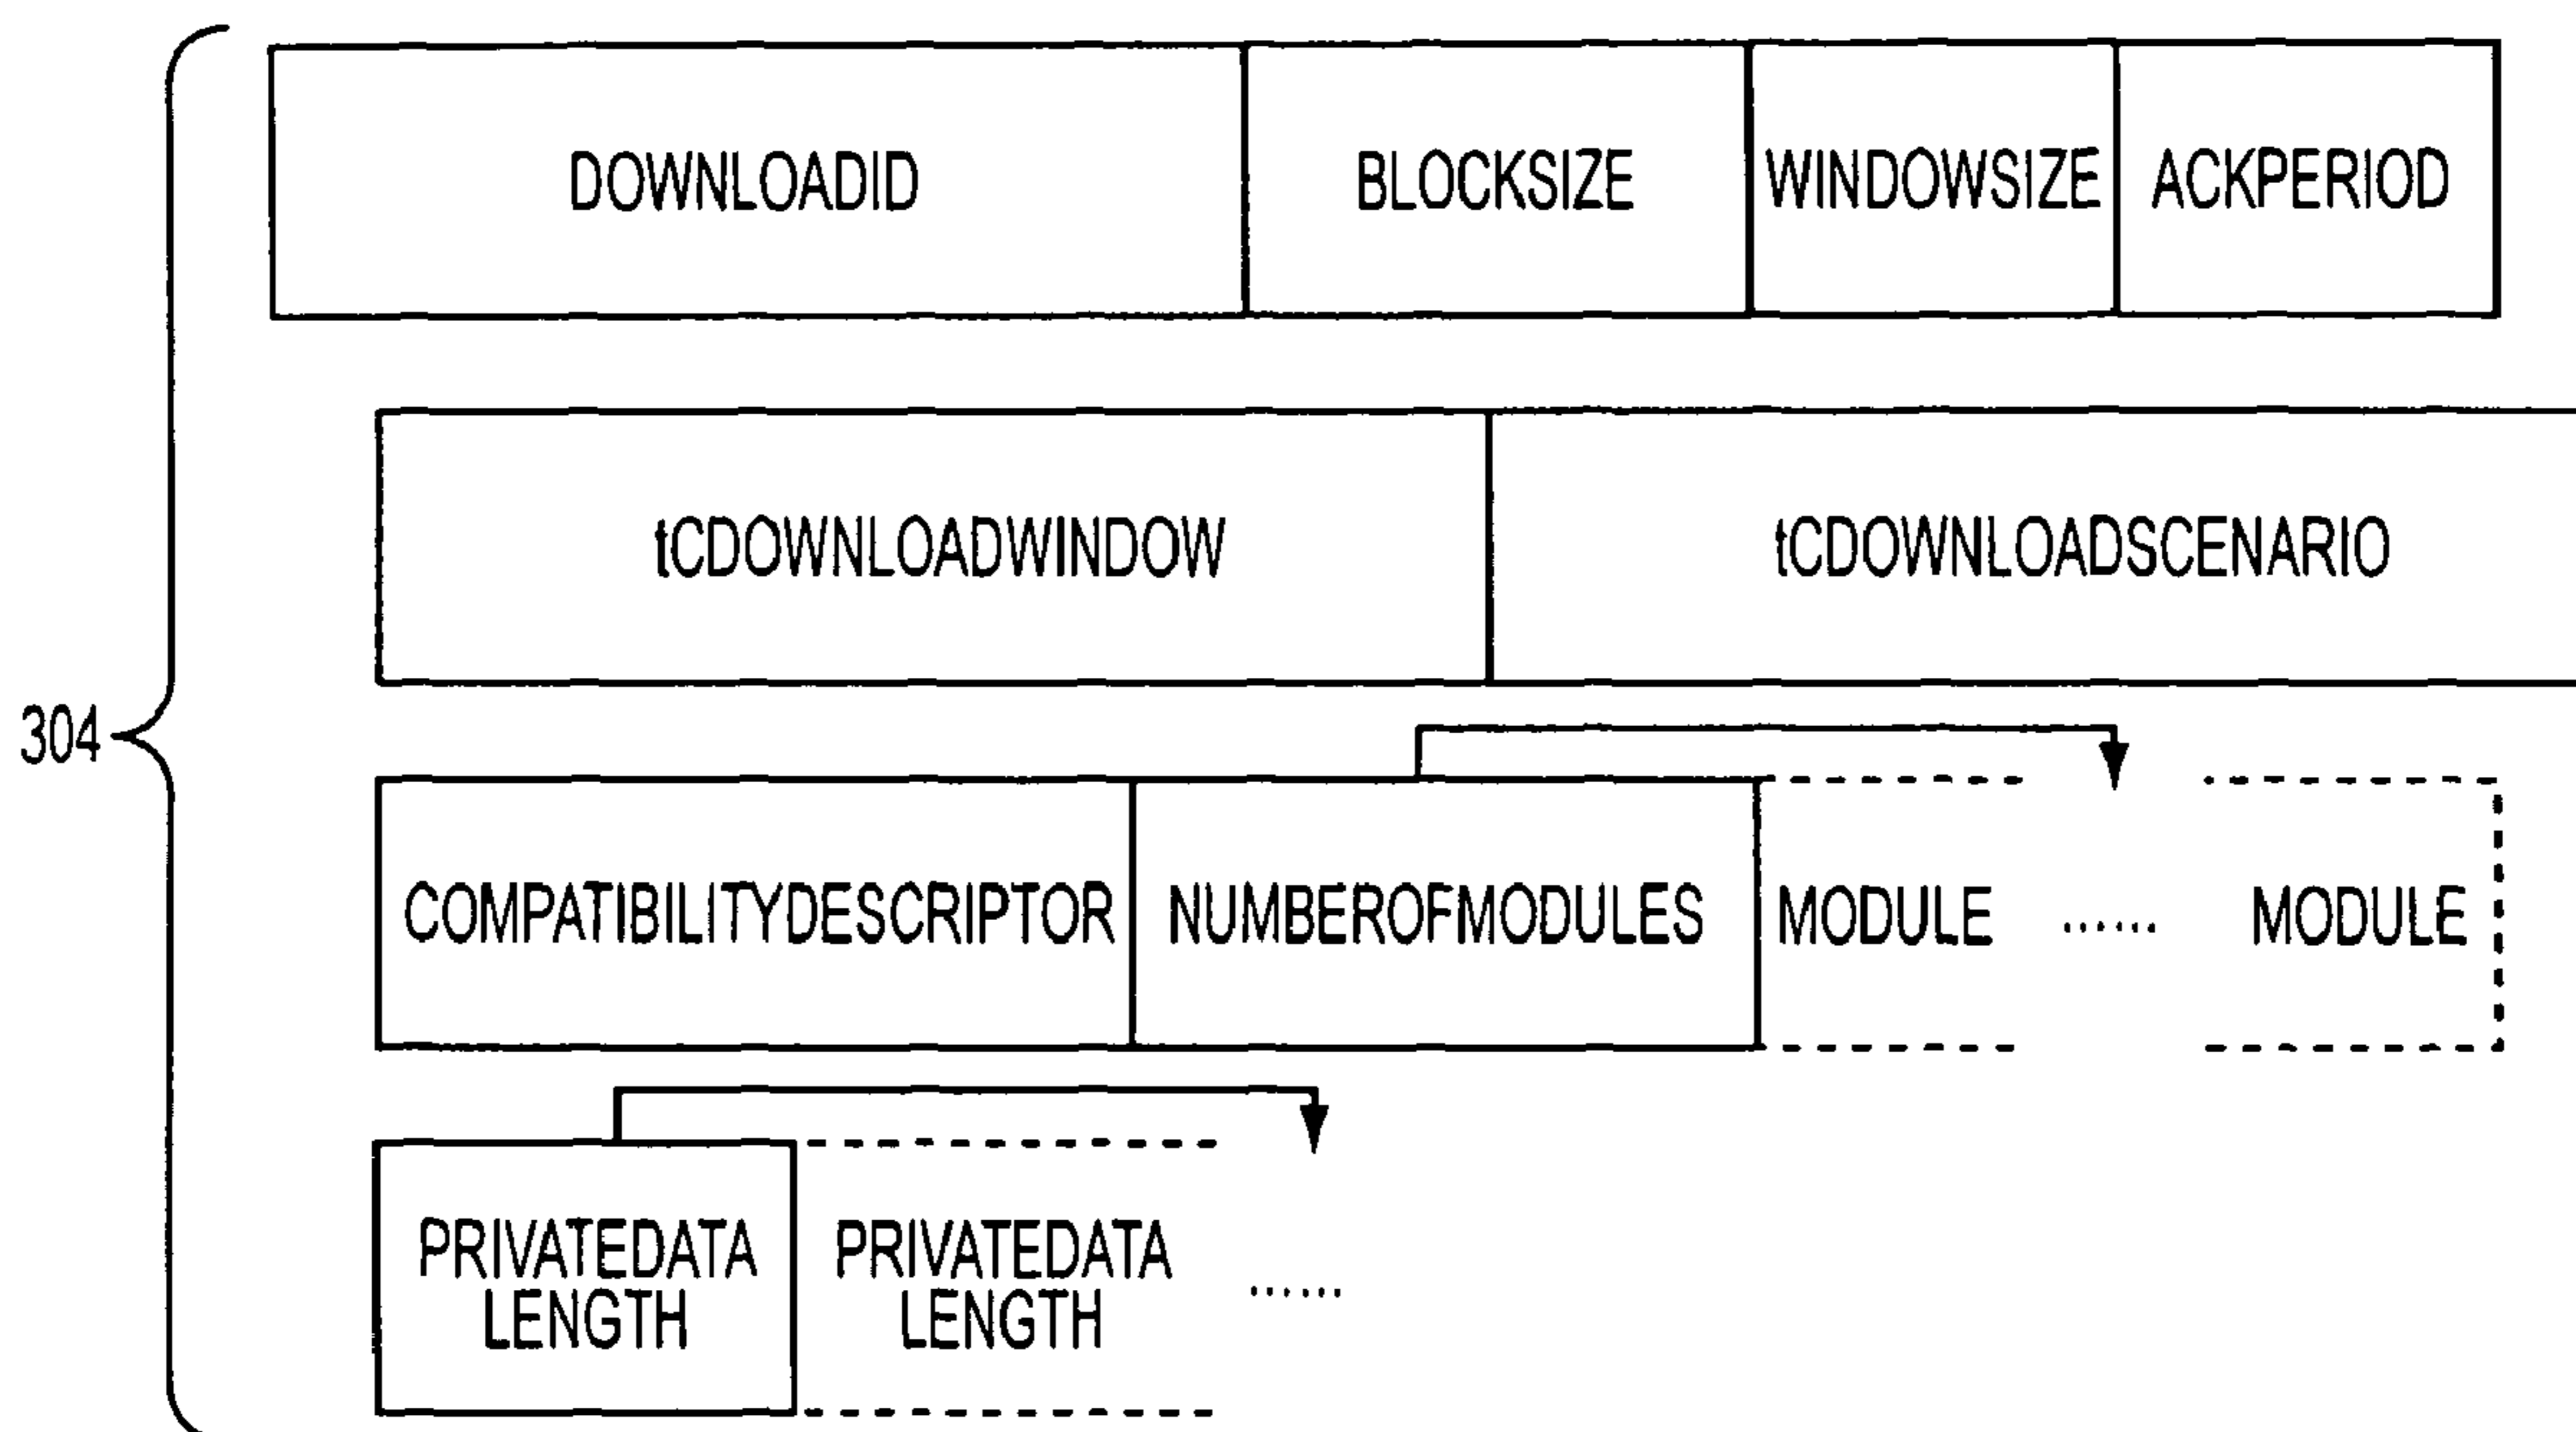 DOWNLOADID BLOCKSIZE WINDOWSIZE ACKPERIOD
tCDOWNLOADWINDOW tCDOWNLOADSCENARIO
304
COMPATIBILITYDESCRIPTOR NUMBEROFMODULES MODULE ...... MODULE
PRIVATEDATA PRIVATEDATA
LENGTH LENGTH ......